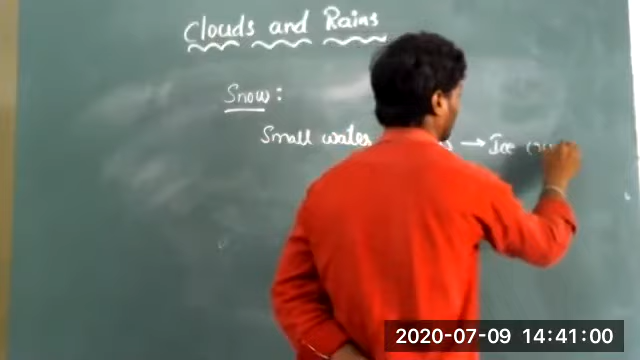 Clouds and Rains
Snow:
Small water → Ice
2020-07-09 14:41:00